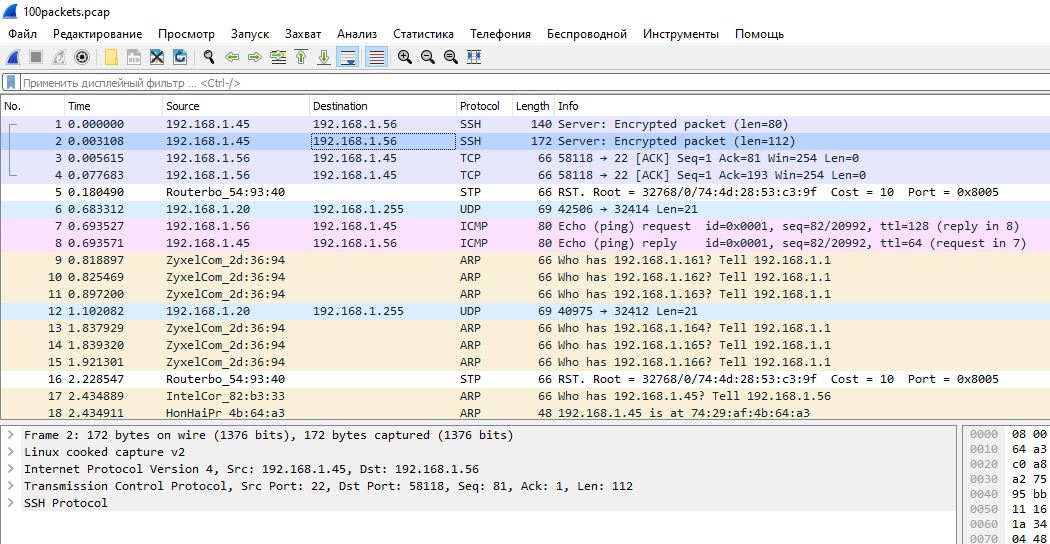 100packets.pcap
Файл Редактирование Просмотр Запуск Захват Анализ Статистика Телефония Беспроводной Инструменты Помощь
Применить дисплейный фильтр ... <Ctrl-/>
No. Time Source Destination Protocol Length Info
1 0.000000 192.168.1.45 192.168.1.56 SSH 140 Server: Encrypted packet (len=80)
2 0.003108 192.168.1.45 192.168.1.56 SSH 172 Server: Encrypted packet (len=112)
3 0.005615 192.168.1.56 192.168.1.45 TCP 66 58118 → 22 [ACK] Seq=1 Ack=81 Win=254 Len=0
4 0.077683 192.168.1.56 192.168.1.45 TCP 66 58118 → 22 [ACK] Seq=1 Ack=193 Win=254 Len=0
5 0.180490 Routerbo_54:93:40 STP 66 RST. Root = 32768/0/74:4d:28:53:c3:9f Cost = 10 Port = 0x8005
6 0.683312 192.168.1.20 192.168.1.255 UDP 69 42506 → 32414 Len=21
7 0.693527 192.168.1.56 192.168.1.45 ICMP 80 Echo (ping) request id=0x0001, seq=82/20992, ttl=128 (reply in 8)
8 0.693571 192.168.1.45 192.168.1.56 ICMP 80 Echo (ping) reply id=0x0001, seq=82/20992, ttl=64 (request in 7)
9 0.818897 ZyxelCom_2d:36:94 ARP 66 Who has 192.168.1.161? Tell 192.168.1.1
10 0.825469 ZyxelCom_2d:36:94 ARP 66 Who has 192.168.1.162? Tell 192.168.1.1
11 0.897200 ZyxelCom_2d:36:94 ARP 66 Who has 192.168.1.163? Tell 192.168.1.1
12 1.102082 192.168.1.20 192.168.1.255 UDP 69 40975 → 32412 Len=21
13 1.837929 ZyxelCom_2d:36:94 ARP 66 Who has 192.168.1.164? Tell 192.168.1.1
14 1.839320 ZyxelCom_2d:36:94 ARP 66 Who has 192.168.1.165? Tell 192.168.1.1
15 1.921301 ZyxelCom_2d:36:94 ARP 66 Who has 192.168.1.166? Tell 192.168.1.1
16 2.228547 Routerbo_54:93:40 STP 66 RST. Root = 32768/0/74:4d:28:53:c3:9f Cost = 10 Port = 0x8005
17 2.434889 IntelCor_82:b3:33 ARP 66 Who has 192.168.1.45? Tell 192.168.1.56
18 2.434911 HonHaiPr_4b:64:a3 ARP 48 192.168.1.45 is at 74:29:af:4b:64:a3
Frame 2: 172 bytes on wire (1376 bits), 172 bytes captured (1376 bits)
Linux cooked capture v2
Internet Protocol Version 4, Src: 192.168.1.45, Dst: 192.168.1.56
Transmission Control Protocol, Src Port: 22, Dst Port: 58118, Seq: 81, Ack: 1, Len: 112
SSH Protocol
0000 08 00
0010 64 a3
0020 c0 a8
0030 a2 75
0040 95 bb
0050 11 16
0060 1a 34
0070 04 48